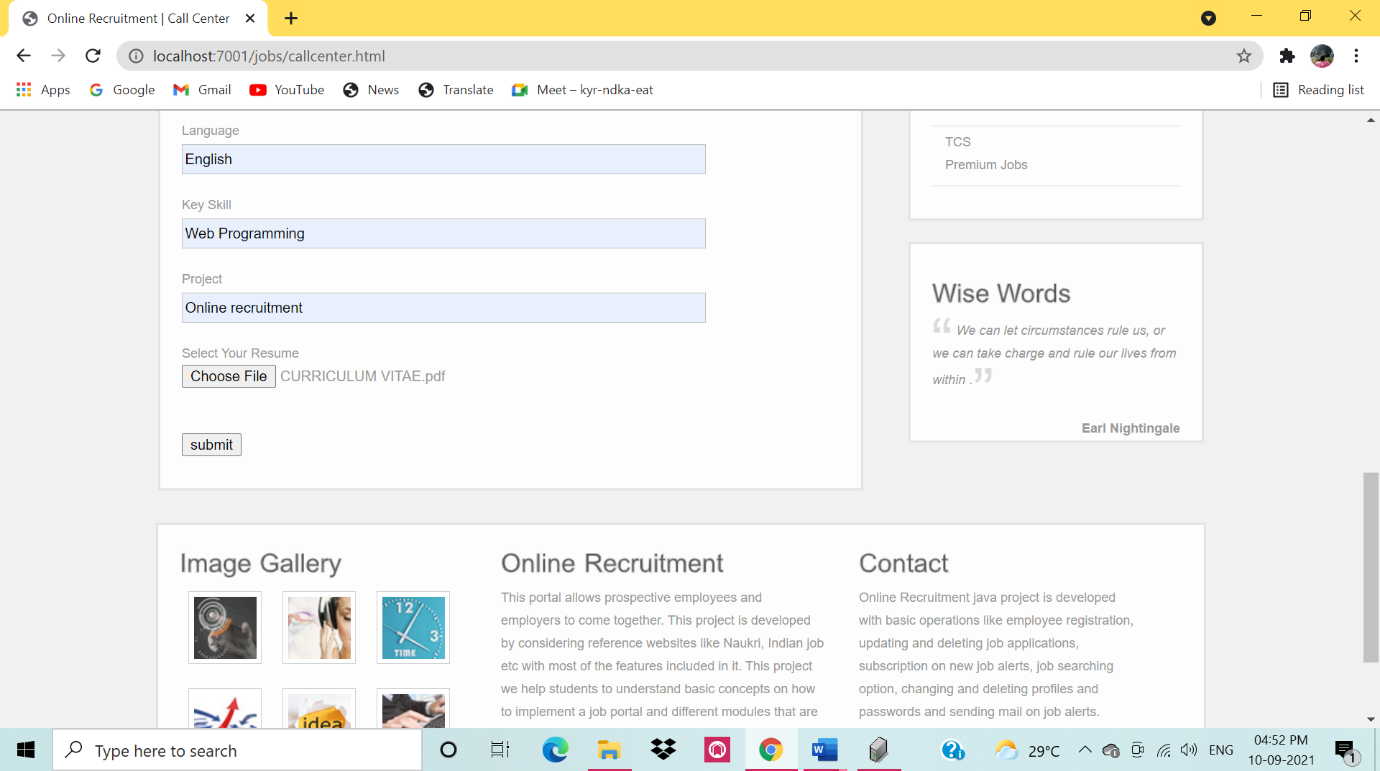 Online Recruitment | Call Center
localhost:7001/jobs/callcenter.html
Apps Google Gmail YouTube News Translate Meet – kyr-ndka-eat Reading list
Language
English
Key Skill
Web Programming
Project
Online recruitment
Select Your Resume
Choose File CURRICULUM VITAE.pdf
submit
TCS
Premium Jobs
Wise Words
“ We can let circumstances rule us, or
we can take charge and rule our lives from
within .”
Earl Nightingale
Image Gallery
12
3
TIME
idea
Online Recruitment
This portal allows prospective employees and
employers to come together. This project is developed
by considering reference websites like Naukri, Indian job
etc with most of the features included in it. This project
we help students to understand basic concepts on how
to implement a job portal and different modules that are
Contact
Online Recruitment java project is developed
with basic operations like employee registration,
updating and deleting job applications,
subscription on new job alerts, job searching
option, changing and deleting profiles and
passwords and sending mail on job alerts.
Type here to search
29°C
ENG
04:52 PM
10-09-2021
1